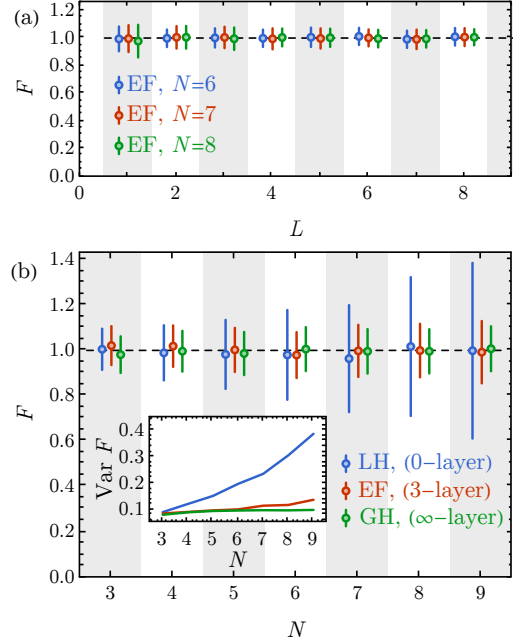 (a)
1.2
1.0
0.8
0.6
0.4
0.2
0.0
F
EF, N=6
EF, N=7
EF, N=8
0 2 4 6 8
L
(b)
1.4
1.2
1.0
0.8
0.6
0.4
0.2
0.0
F
LH, (0-layer)
EF, (3-layer)
GH, (∞-layer)
0.4
0.3
0.2
0.1
Var F
3 4 5 6 7 8 9
N
3 4 5 6 7 8 9
N